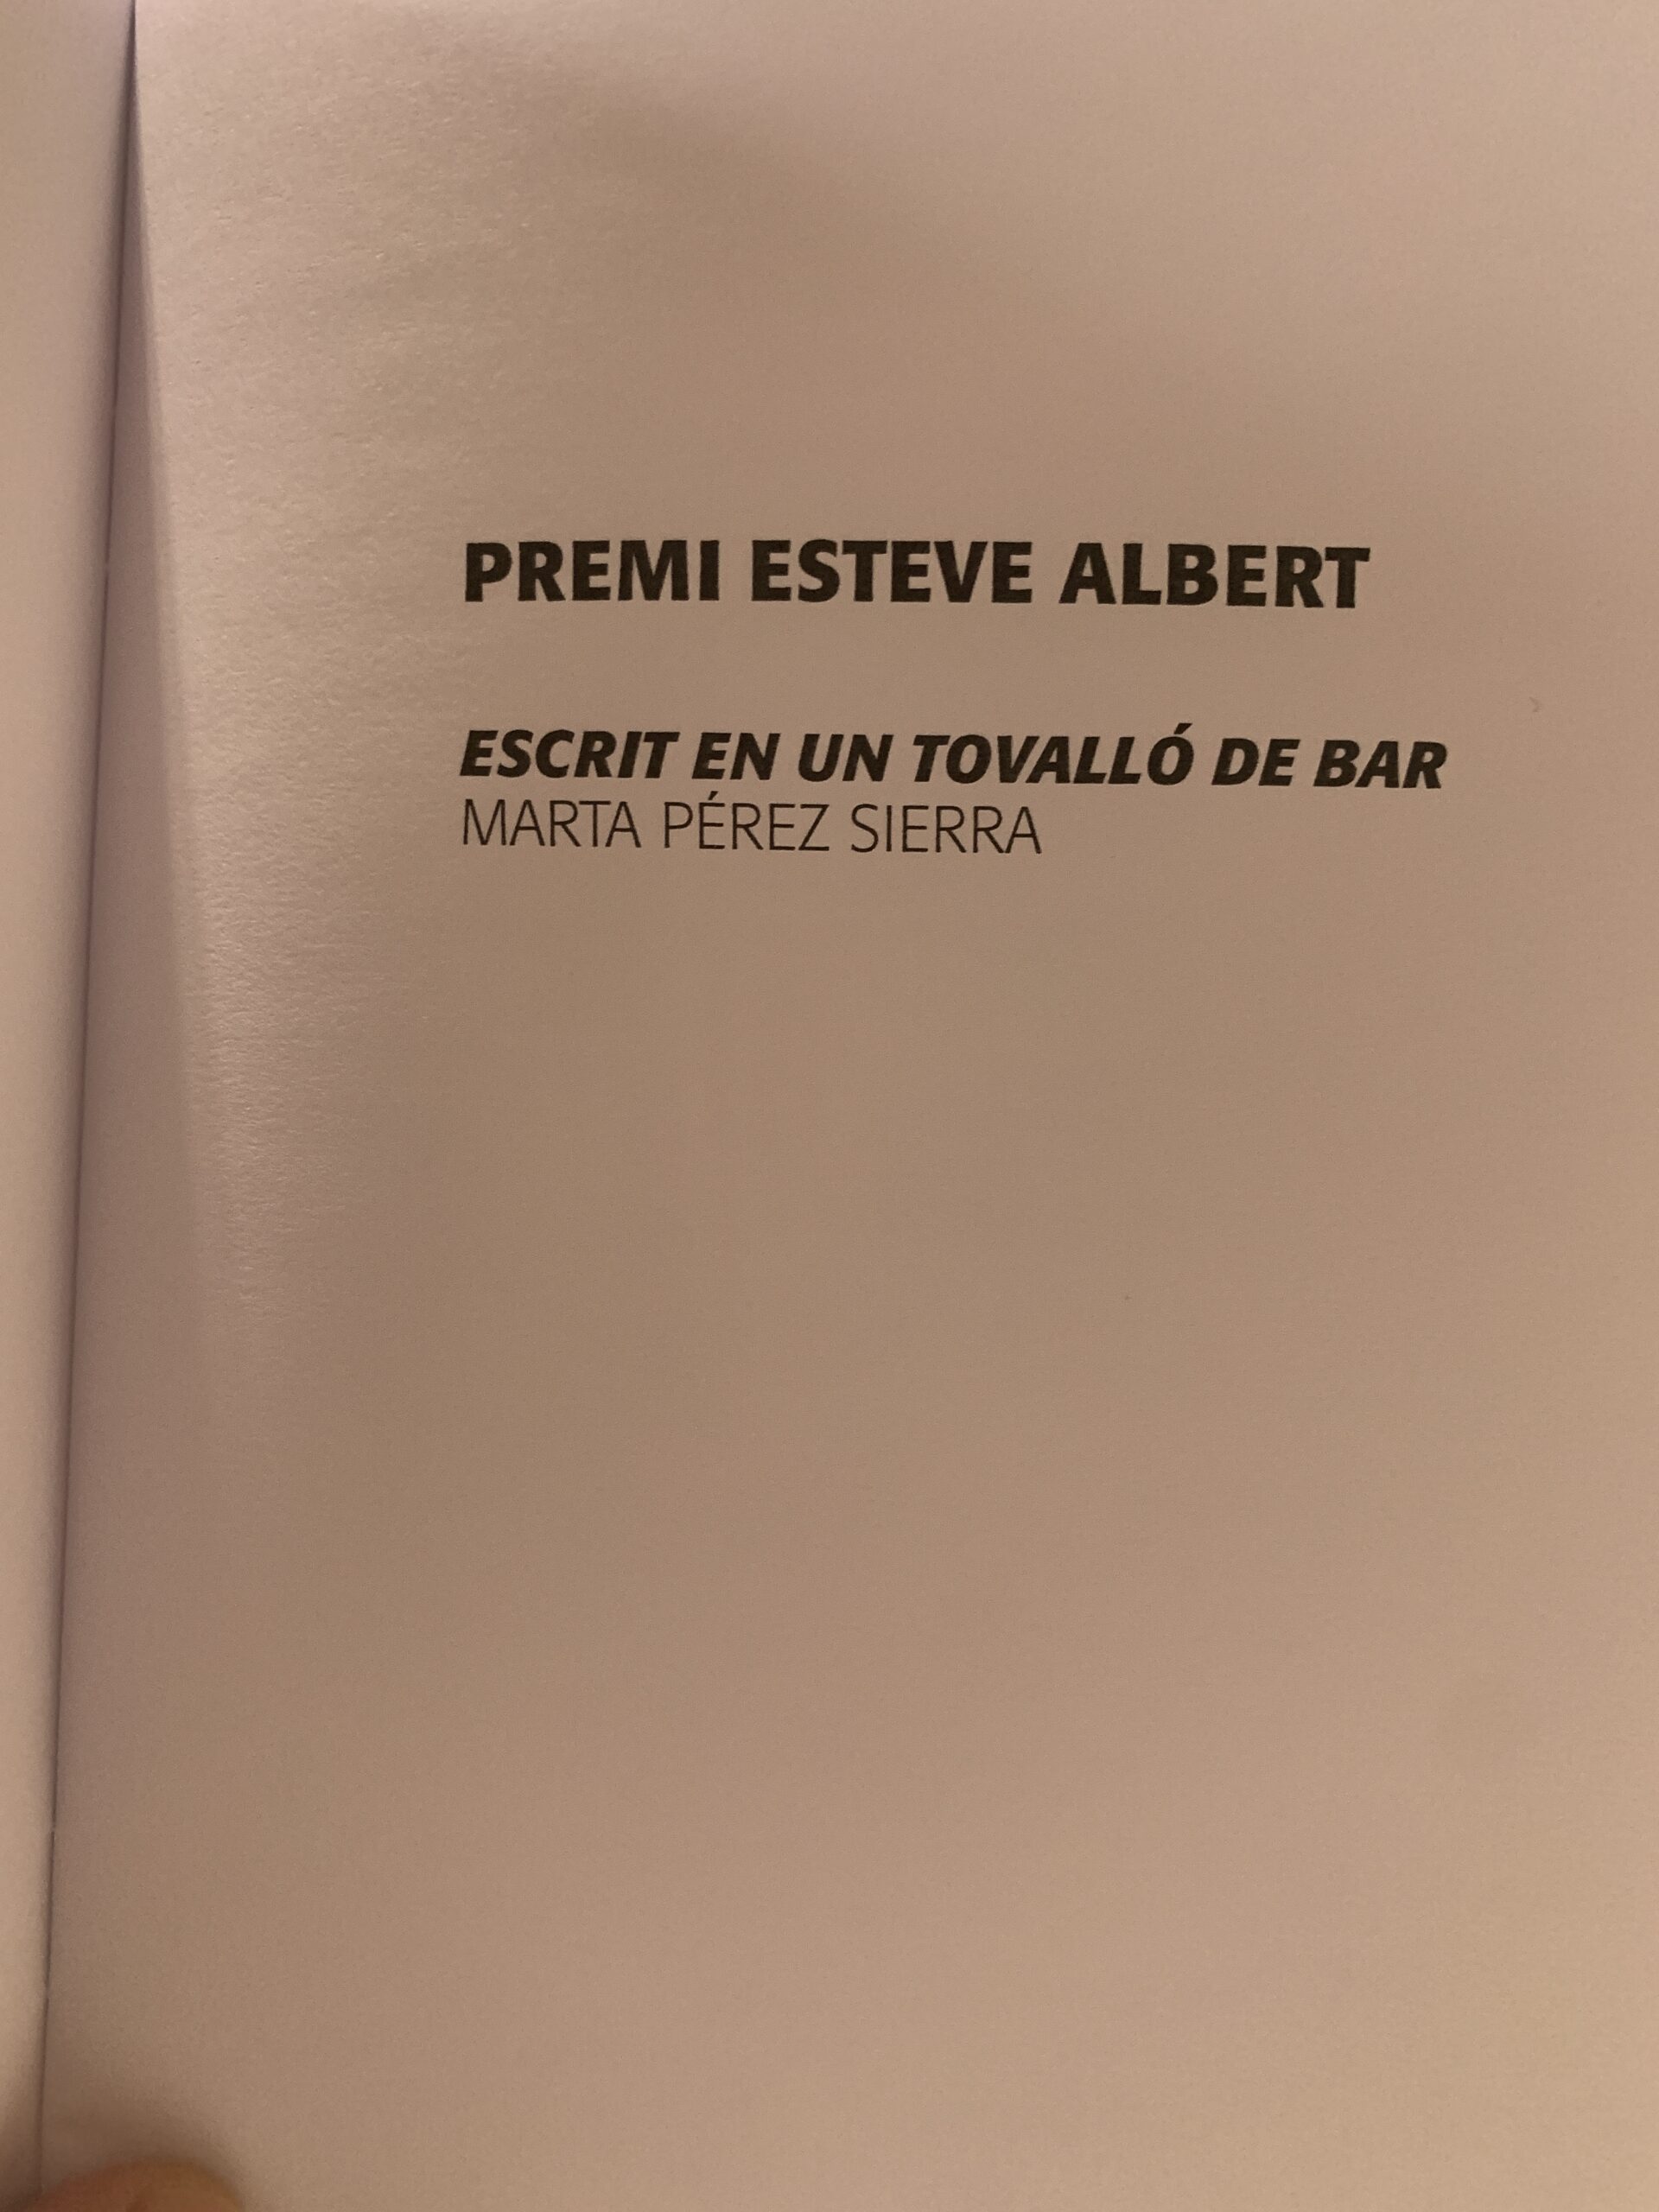 PREMI ESTEVE ALBERT
ESCRIT EN UN TOVALLÓ DE BAR
MARTA PÉREZ SIERRA